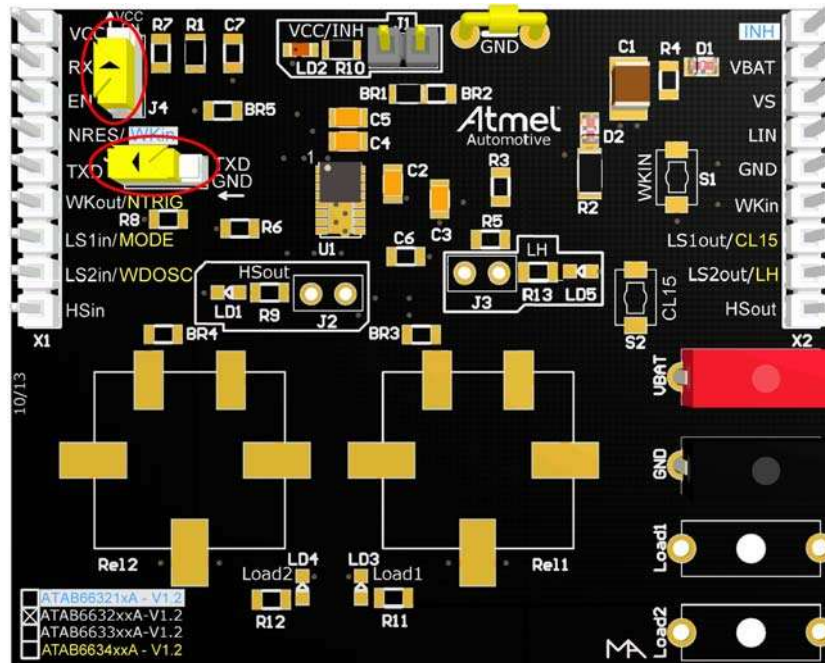 VCC
RX
EN
NRES/WKin
TXD
WKout/NTRIG
LS1in/MODE
LS2in/WDOSC
HSin
X1
VCC
J4
R7
R1
C7
BR5
TXD
GND
R8
R6
VCC/INH
LD2
R10
J1
GND
BR1
BR2
C5
C4
1
U1
C2
C3
C6
Atmel
Automotive
R3
R5
C1
R4
D1
D2
R2
WKIN
S1
HSout
LD1
R9
J2
LH
J3
R13
LD5
S2
CL15
INH
VBAT
VS
LIN
GND
WKin
LS1out/CL15
LS2out/LH
HSout
X2
BR4
BR3
10/13
Rel2
Rel1
Load2
LD4
R12
LD3
Load1
R11
VBAT
GND
Load1
Load2
ATAB66321xA - V1.2
ATAB6632xxA-V1.2
ATAB6633xxA-V1.2
ATAB6634xxA - V1.2